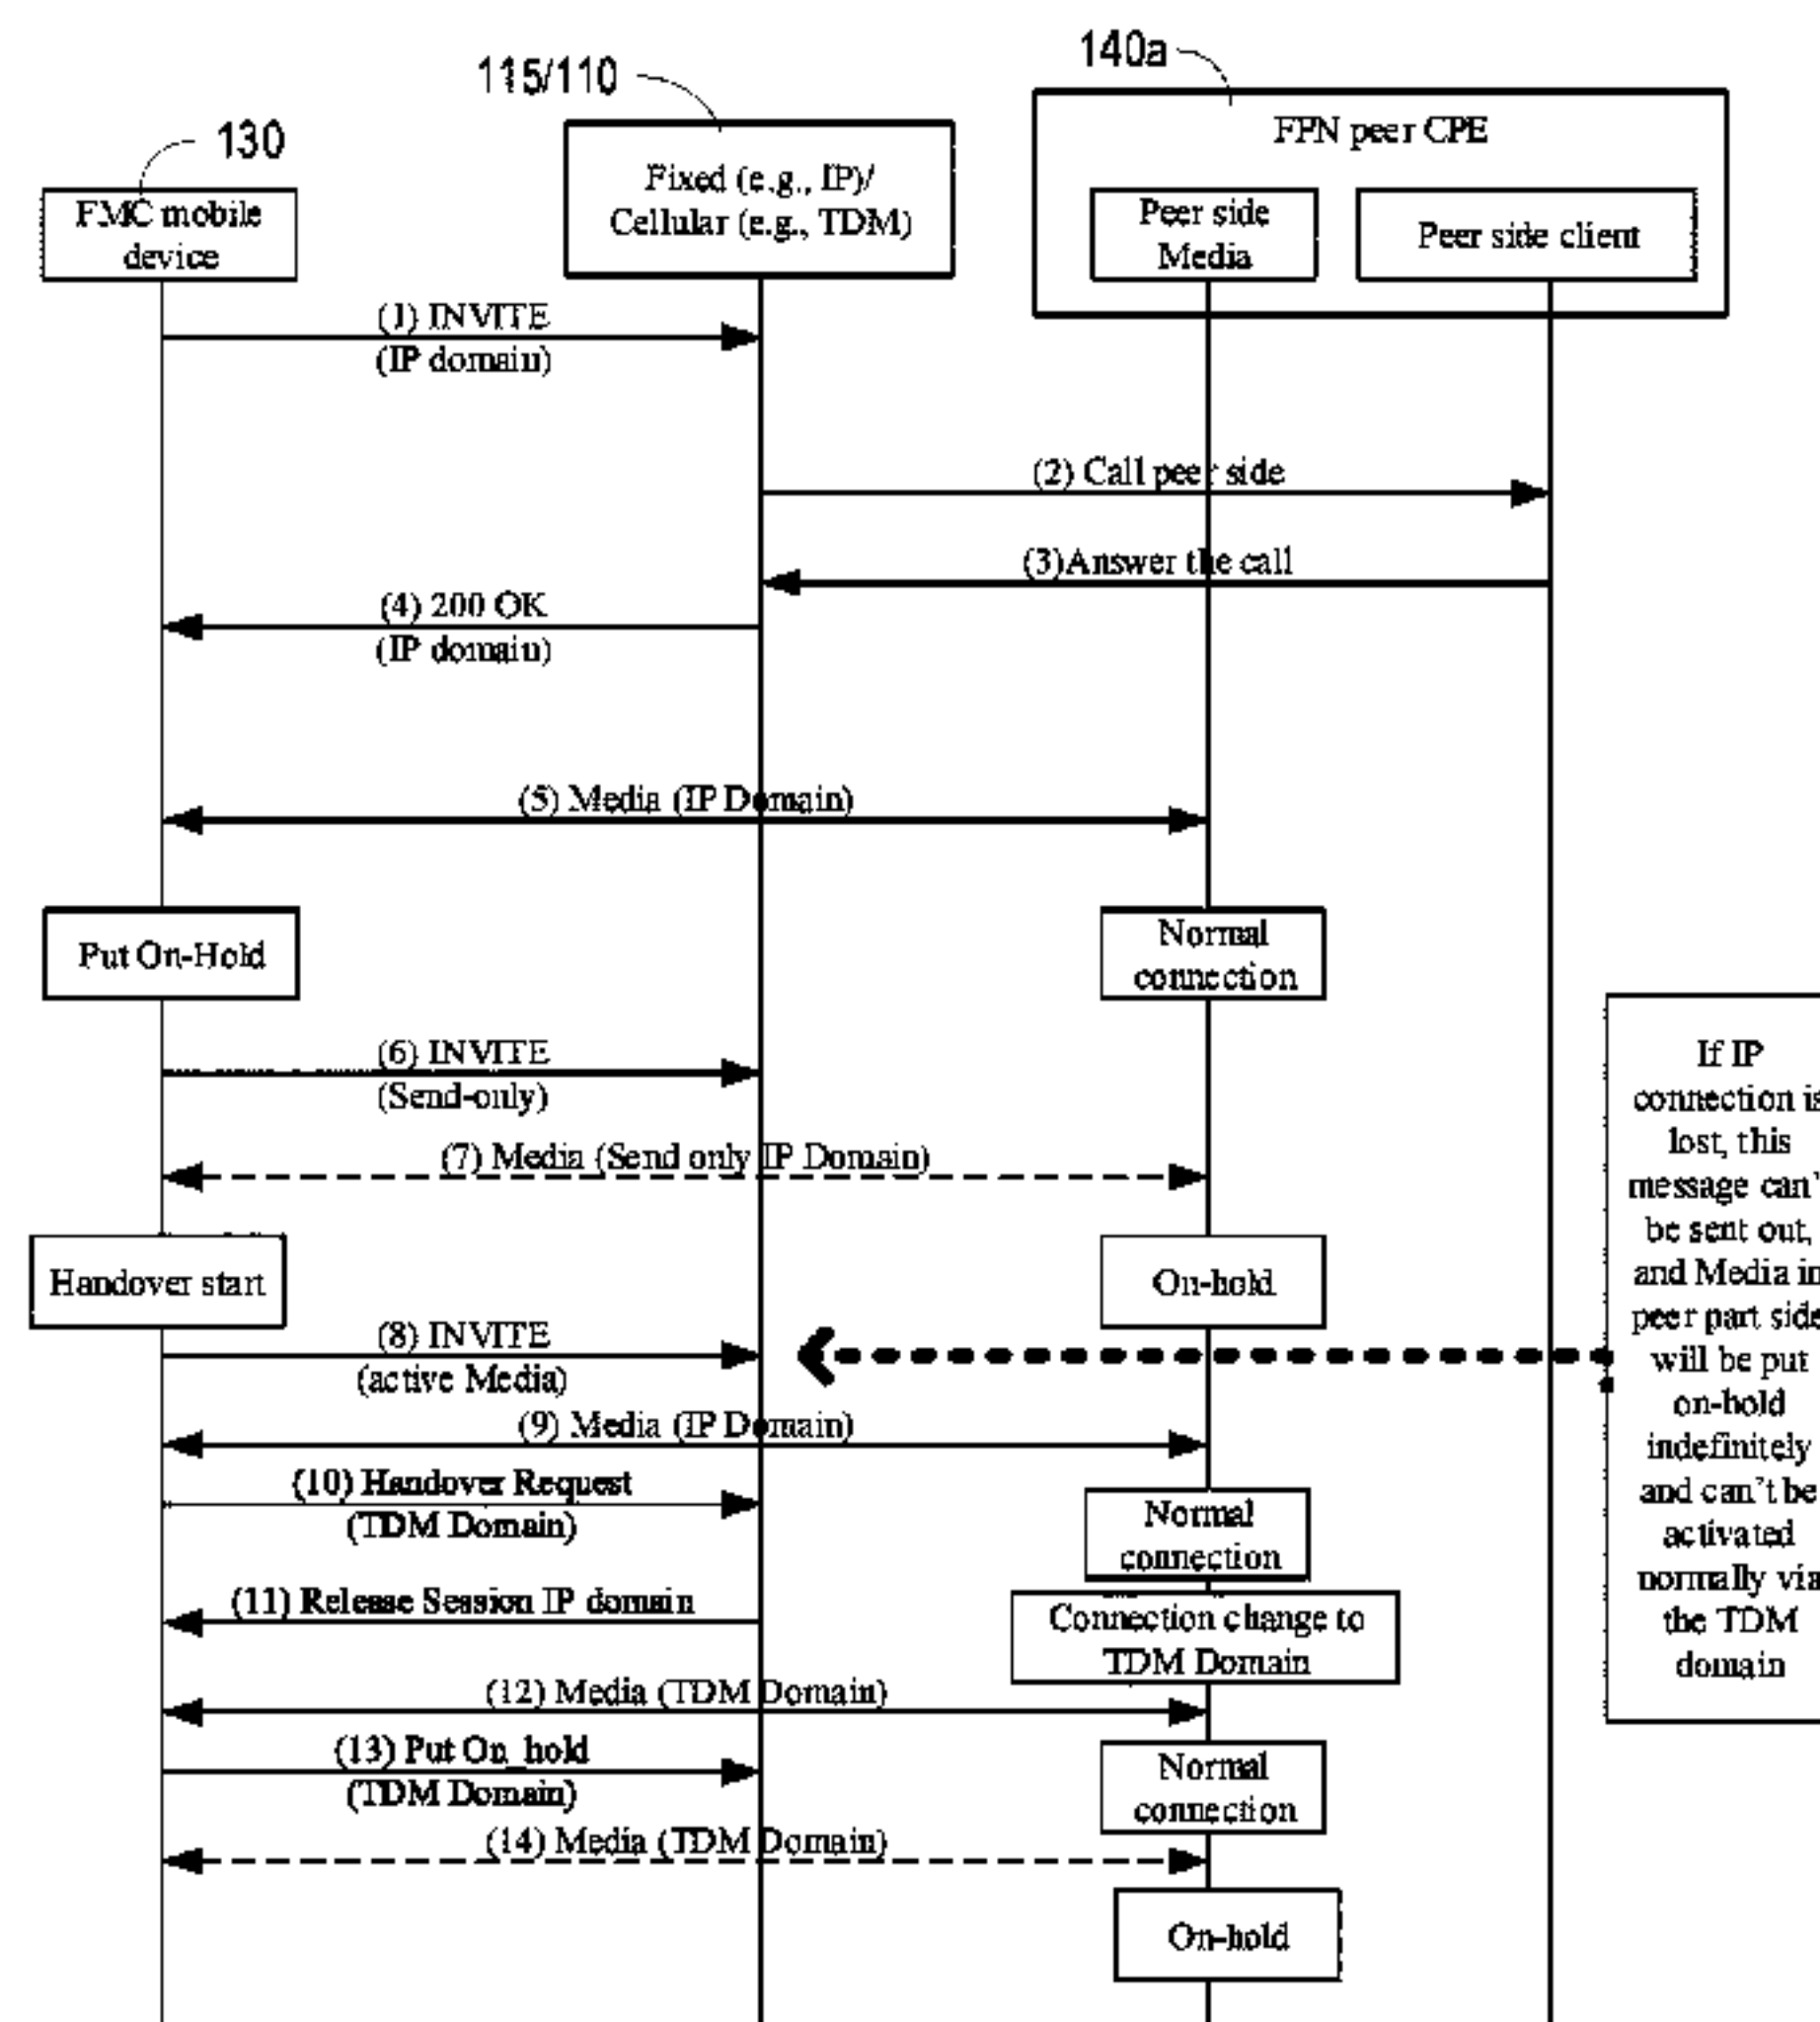 115/110
140a
130
FPN peer CPE
Fixed (e.g., IP)/
Cellular (e.g., TDM)
FMC mobile
device
Peer side
Media
Peer side client
(1) INVITE
(IP domain)
(2) Call peer side
(3)Answer the call
(4) 200 OK
(IP domain)
(5) Media (IP Domain)
Put On-Hold
Normal
connection
(6) INVITE
(Send-only)
(7) Media (Send only IP Domain)
Handover start
On-hold
(8) INVITE
(active Media)
(9) Media (IP Domain)
(10) Handover Request
(TDM Domain)
Normal
connection
(11) Release Session IP domain
Connection change to
TDM Domain
(12) Media (TDM Domain)
(13) Put On_hold
(TDM Domain)
Normal
connection
(14) Media (TDM Domain)
On-hold
If IP
connection is
lost, this
message can'
be sent out,
and Media in
peer part side
will be put
on-hold
indefinitely
and can't be
activated
normally via
the TDM
domain